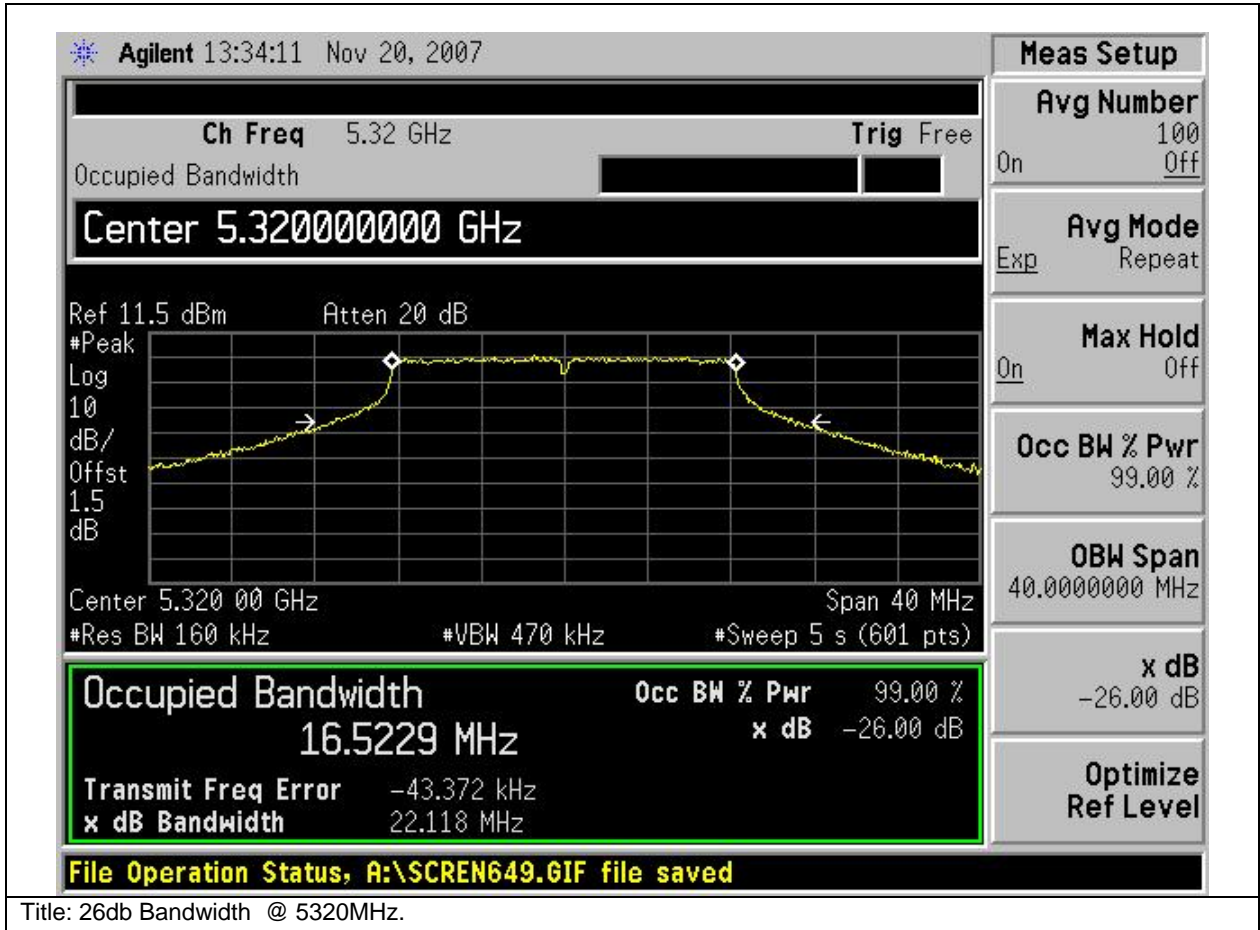 Agilent 13:34:11 Nov 20, 2007
Meas Setup
Ch Freq 5.32 GHz Trig Free
Occupied Bandwidth
Center 5.320000000 GHz
Ref 11.5 dBm Atten 20 dB
#Peak
Log
10
dB/
Offst
1.5
dB
Center 5.320 00 GHz Span 40 MHz
#Res BW 160 kHz #VBW 470 kHz #Sweep 5 s (601 pts)
Occupied Bandwidth
16.5229 MHz
Occ BW % Pwr 99.00 %
x dB -26.00 dB
Transmit Freq Error -43.372 kHz
x dB Bandwidth 22.118 MHz
Avg Number
100
On Off
Avg Mode
Exp Repeat
Max Hold
On Off
Occ BW % Pwr
99.00 %
OBW Span
40.0000000 MHz
x dB
-26.00 dB
Optimize
Ref Level
File Operation Status, A:\SCREN649.GIF file saved
Title: 26db Bandwidth @ 5320MHz.